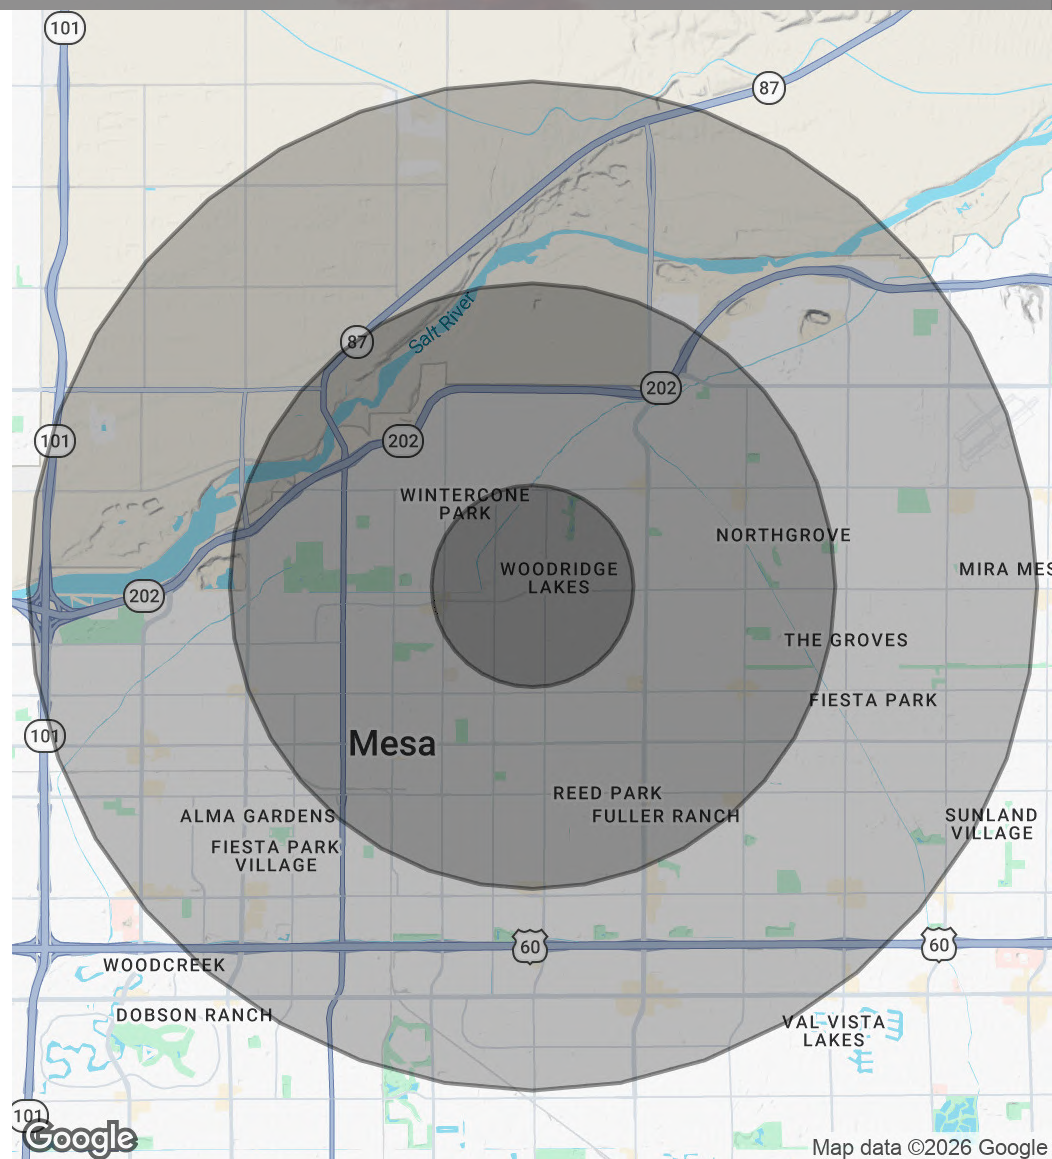 101
87
87
Salt River
202
101
202
WINTERCONE
PARK
NORTHGROVE
WOODRIDGE
LAKES
MIRA MES
202
THE GROVES
FIESTA PARK
101
Mesa
REED PARK
FULLER RANCH
ALMA GARDENS
SUNLAND
VILLAGE
FIESTA PARK
VILLAGE
60
60
WOODCREEK
DOBSON RANCH
VAL VISTA
LAKES
101
Google
Map data ©2026 Google